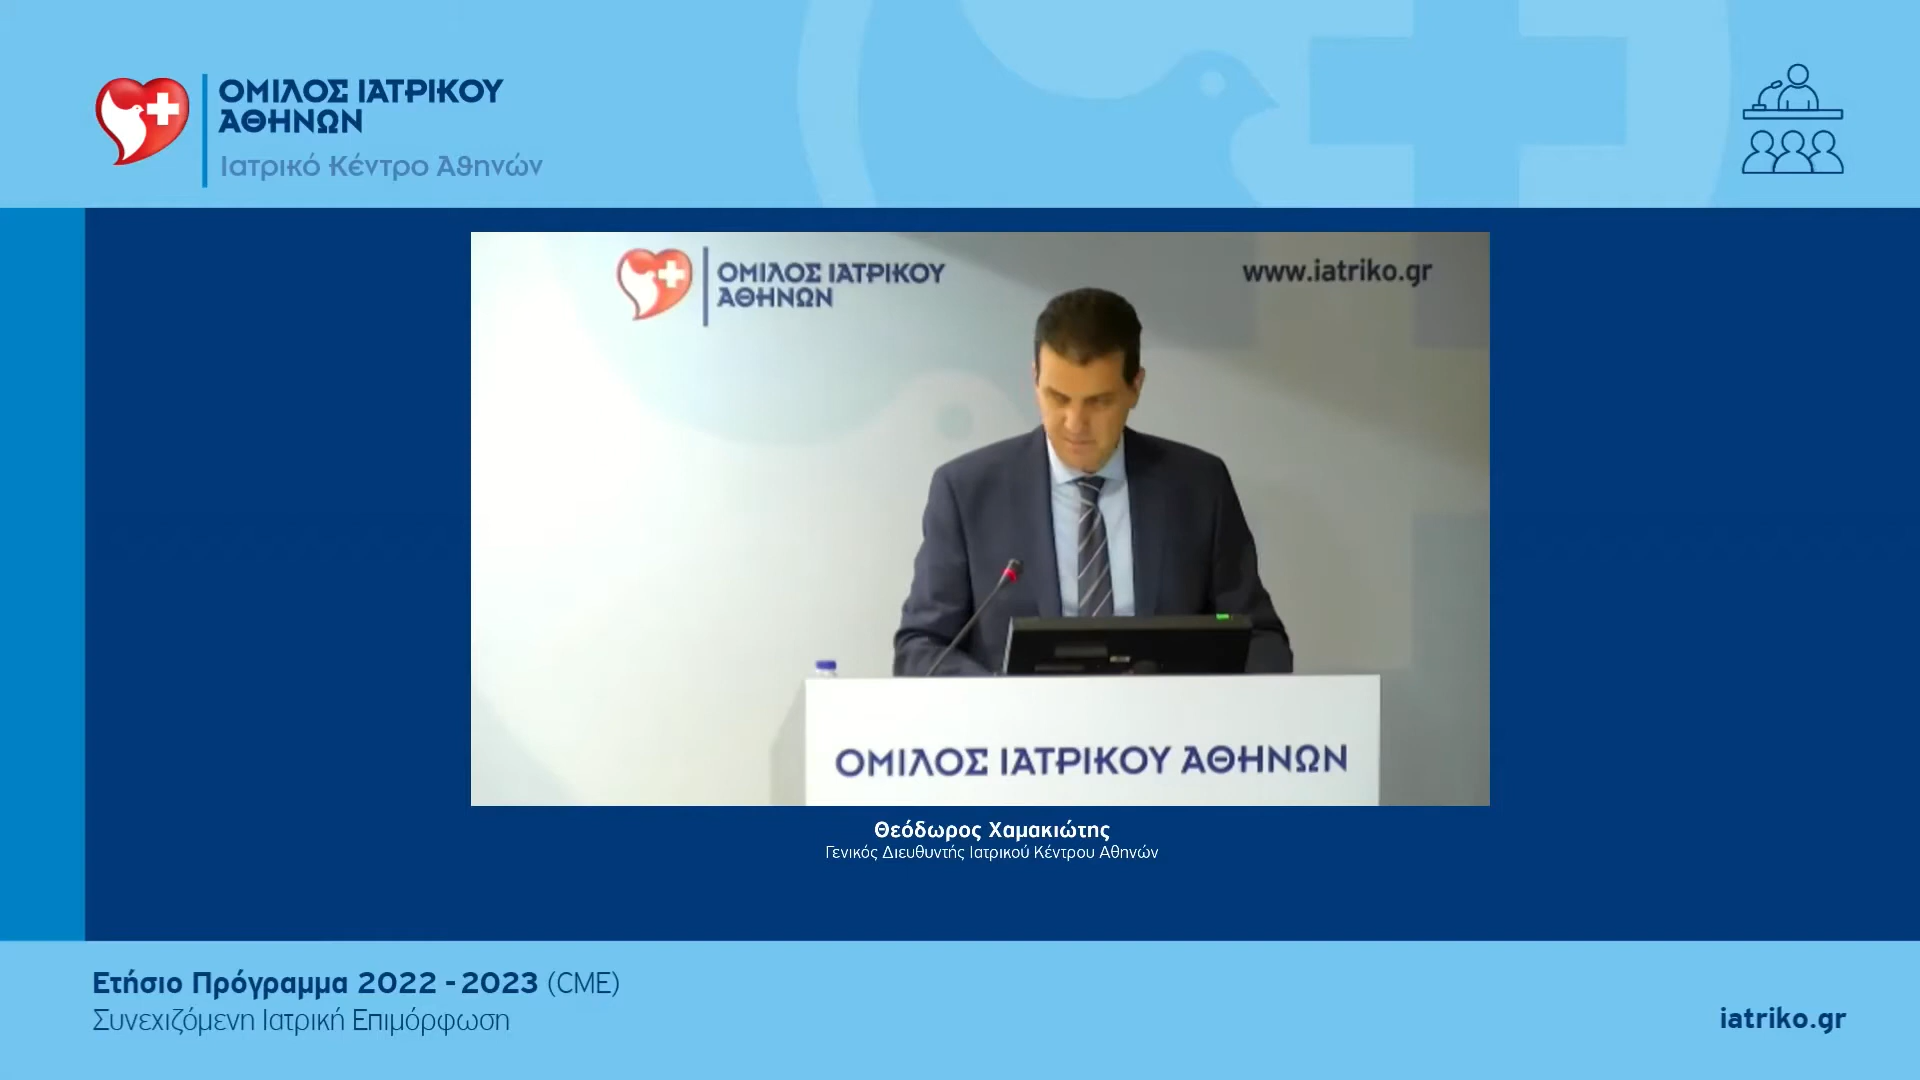 ΟΜΙΛΟΣ ΙΑΤΡΙΚΟΥ
ΑΘΗΝΩΝ
Ιατρικό Κέντρο Αθηνών
ΟΜΙΛΟΣ ΙΑΤΡΙΚΟΥ
ΑΘΗΝΩΝ
www.iatriko.gr
ΟΜΙΛΟΣ ΙΑΤΡΙΚΟΥ ΑΘΗΝΩΝ
Θεόδωρος Χαμακιώτης
Γενικός Διευθυντής Ιατρικού Κέντρου Αθηνών
Ετήσιο Πρόγραμμα 2022 - 2023 (CME)
Συνεχιζόμενη Ιατρική Επιμόρφωση
iatriko.gr